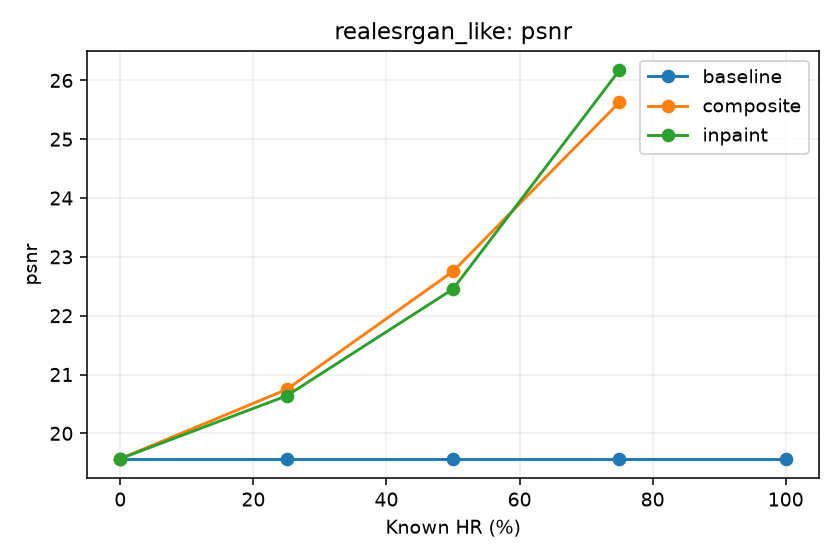 realesrgan_like: psnr
26
25
24
23
22
21
20
psnr
0
20
40
60
80
100
Known HR (%)
baseline
composite
inpaint